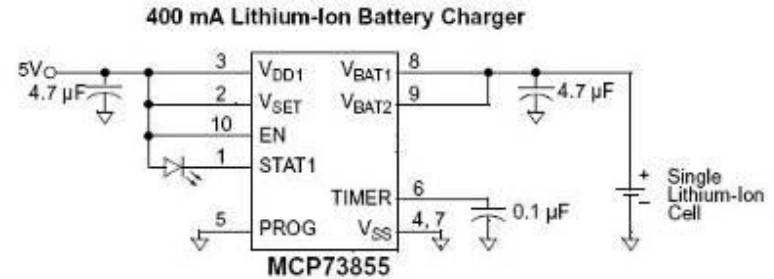 400 mA Lithium-Ion Battery Charger
5V
4.7 µF
3
2
10
1
5
VDD1
VSET
EN
STAT1
PROG
VBAT1
VBAT2
TIMER
VSS
8
9
6
4, 7
4.7 µF
0.1 µF
+
–
Single
Lithium-Ion
Cell
MCP73855